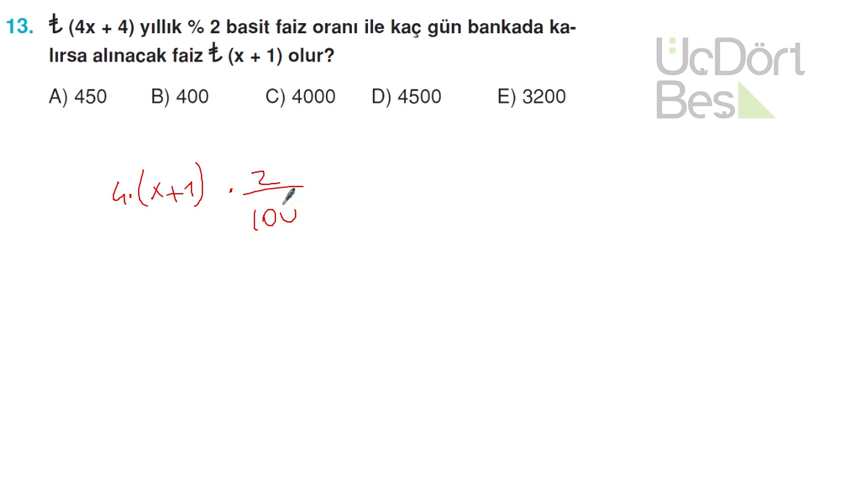 13. ₺ (4x + 4) yıllık % 2 basit faiz oranı ile kaç gün bankada ka-
lırsa alınacak faiz ₺ (x + 1) olur?
A) 450 B) 400 C) 4000 D) 4500 E) 3200
ÜçDört
Beş
4.(x+1) . 2/100